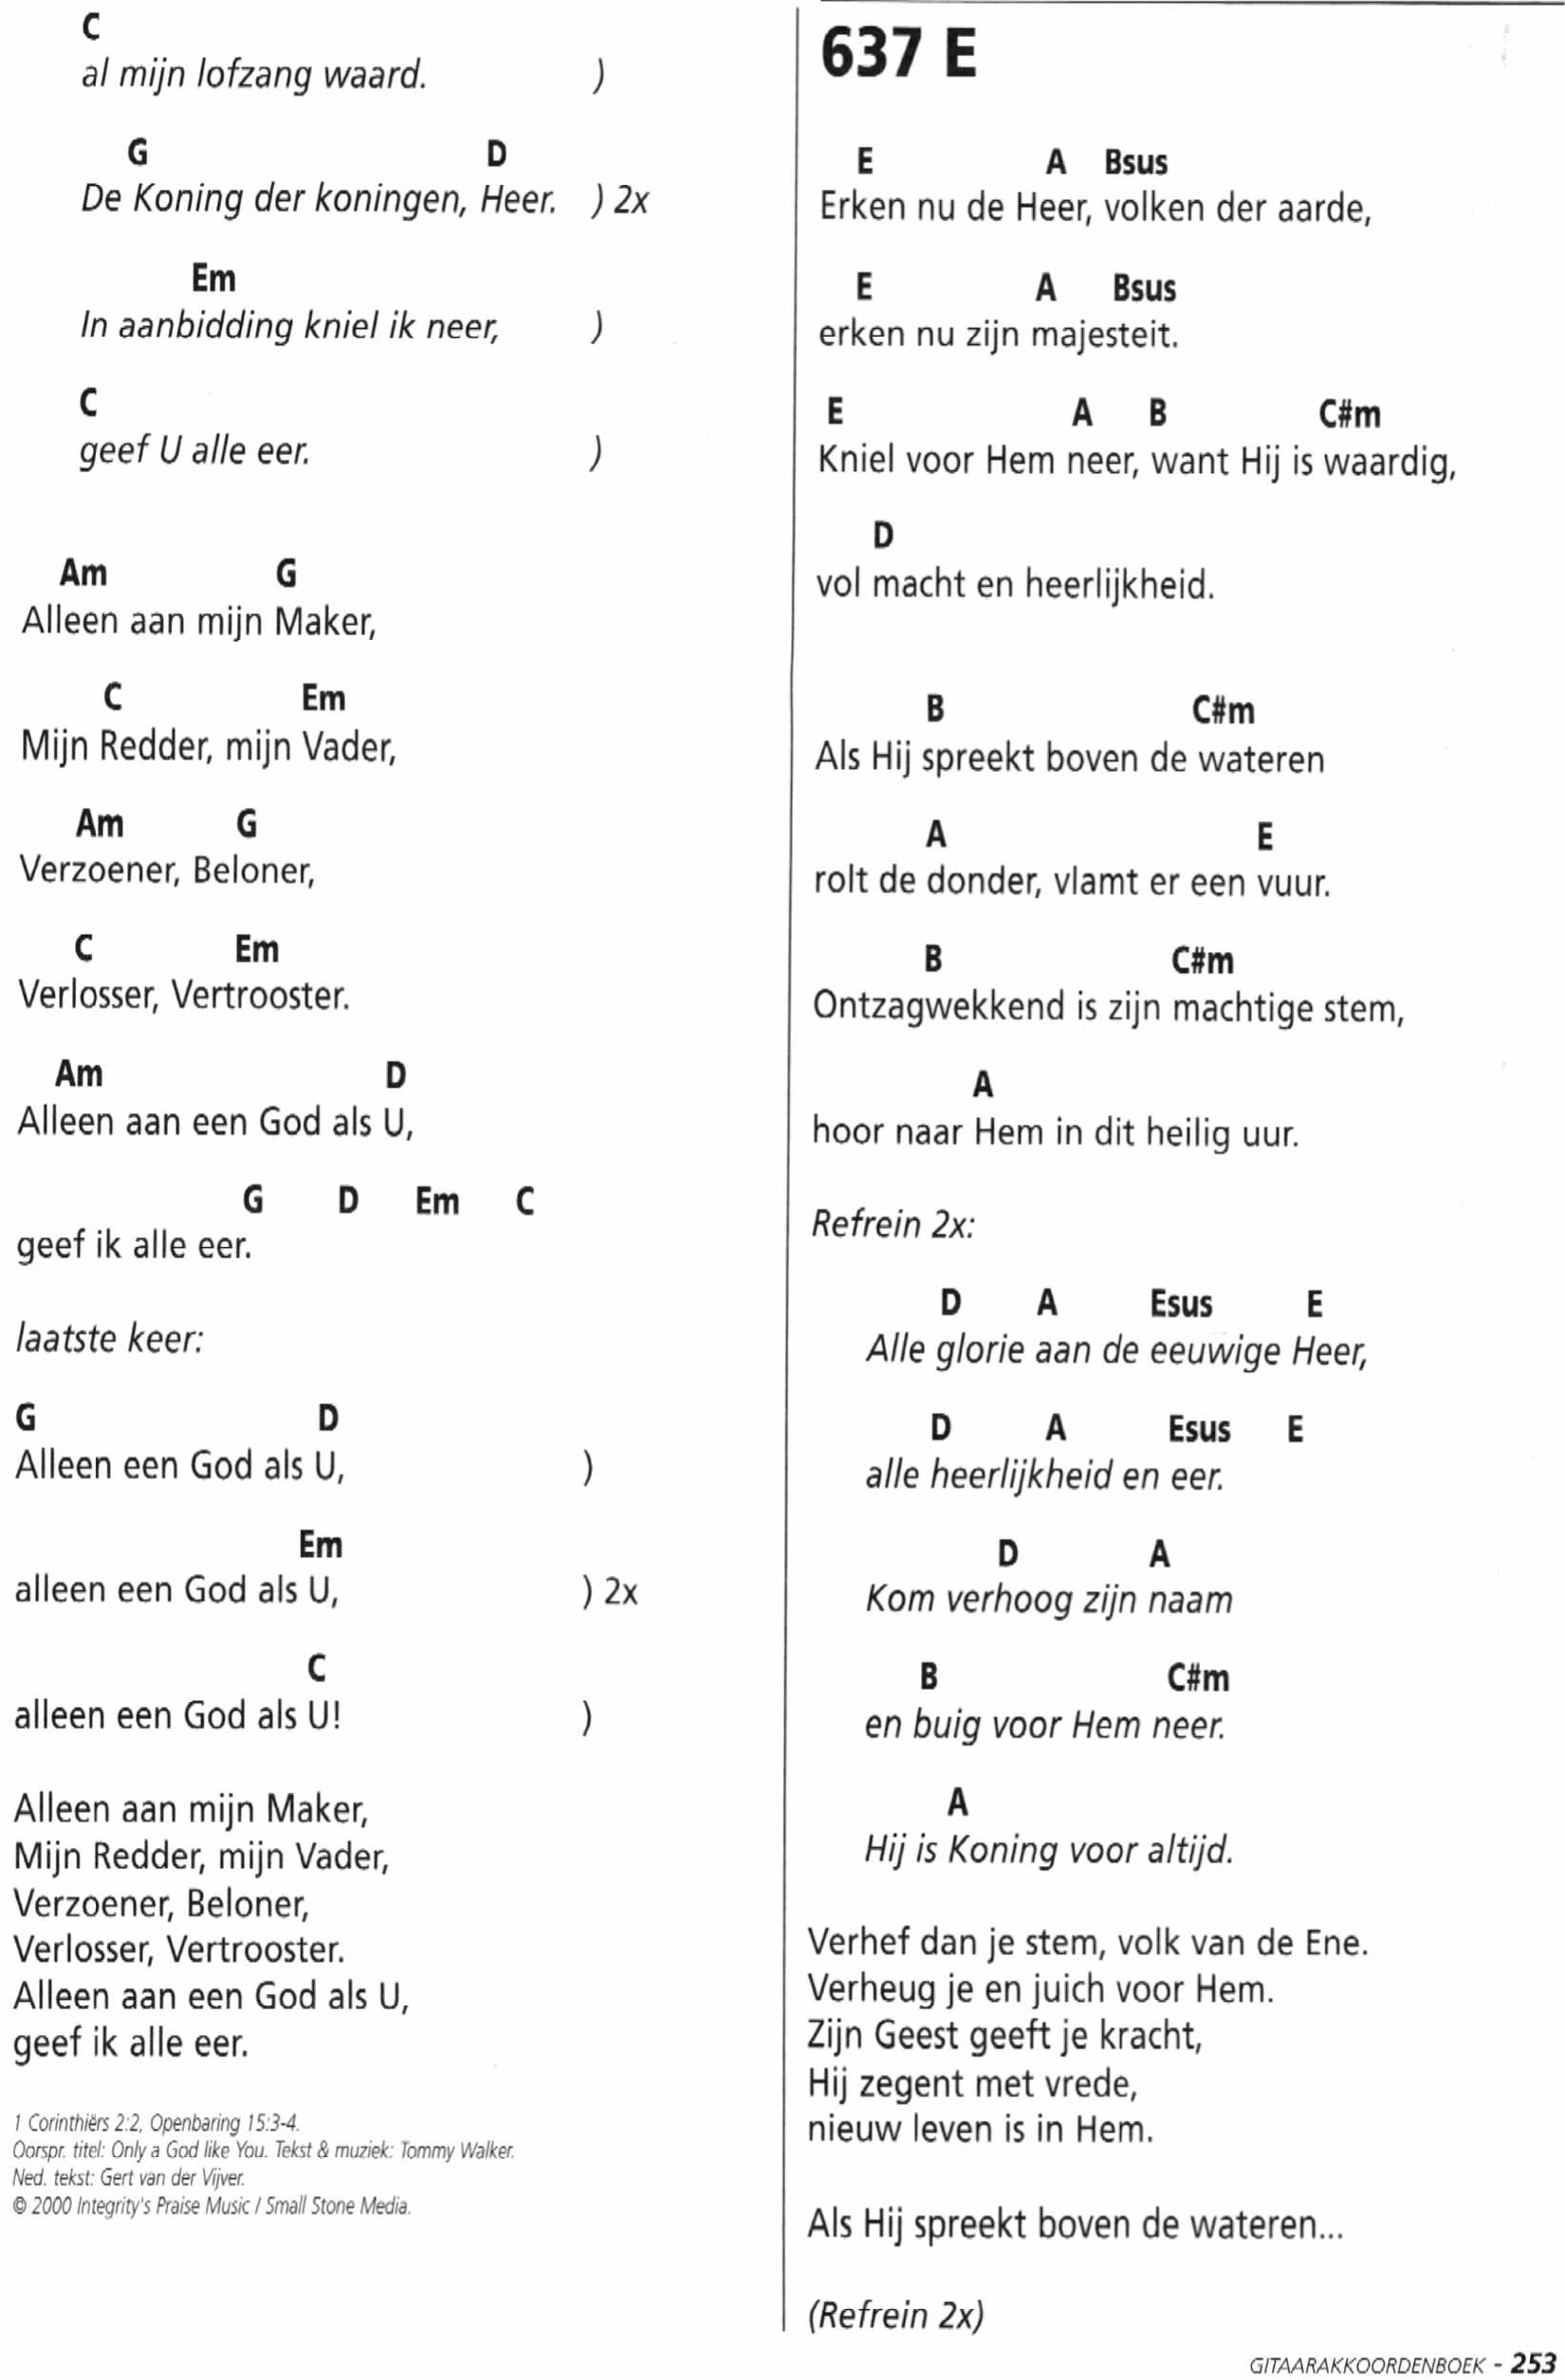 C
al mijn lofzang waard. )
G D
De Koning der koningen, Heer. ) 2x
Em
In aanbidding kniel ik neer, )
C
geef U alle eer. )
Am G
Alleen aan mijn Maker,
C Em
Mijn Redder, mijn Vader,
Am G
Verzoener, Beloner,
C Em
Verlosser, Vertrooster.
Am D
Alleen aan een God als U,
G D Em C
geef ik alle eer.
laatste keer:
G D
Alleen een God als U, )
Em
alleen een God als U, ) 2x
C
alleen een God als U! )
Alleen aan mijn Maker,
Mijn Redder, mijn Vader,
Verzoener, Beloner,
Verlosser, Vertrooster.
Alleen aan een God als U,
geef ik alle eer.
1 Corinthiërs 2:2, Openbaring 15:3-4.
Oorspr. titel: Only a God like You. Tekst & muziek: Tommy Walker.
Ned. tekst: Gert van der Vijver.
© 2000 Integrity's Praise Music / Small Stone Media.
637 E
E A Bsus
Erken nu de Heer, volken der aarde,
E A Bsus
erken nu zijn majesteit.
E A B C#m
Kniel voor Hem neer, want Hij is waardig,
D
vol macht en heerlijkheid.
B C#m
Als Hij spreekt boven de wateren
A E
rolt de donder, vlamt er een vuur.
B C#m
Ontzagwekkend is zijn machtige stem,
A
hoor naar Hem in dit heilig uur.
Refrein 2x:
D A Esus E
Alle glorie aan de eeuwige Heer,
D A Esus E
alle heerlijkheid en eer.
D A
Kom verhoog zijn naam
B C#m
en buig voor Hem neer.
A
Hij is Koning voor altijd.
Verhef dan je stem, volk van de Ene.
Verheug je en juich voor Hem.
Zijn Geest geeft je kracht,
Hij zegent met vrede,
nieuw leven is in Hem.
Als Hij spreekt boven de wateren...
(Refrein 2x)
GITAARAKKOORDENBOEK - 253